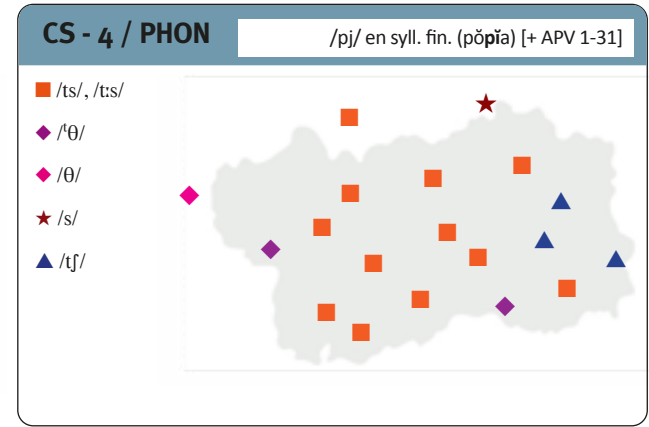 CS - 4 / PHON
/pj/ en syll. fin. (pŏpĭa) [+ APV 1-31]
/ts/, /tːs/
/ᵗθ/
/θ/
/s/
/tʃ/